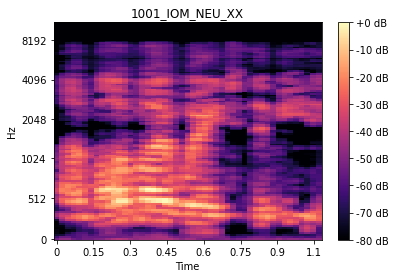 1001_IOM_NEU_XX
8192
4096
2048
1024
512
0
Hz
0 0.15 0.3 0.45 0.6 0.75 0.9 1.1
Time
+0 dB
-10 dB
-20 dB
-30 dB
-40 dB
-50 dB
-60 dB
-70 dB
-80 dB